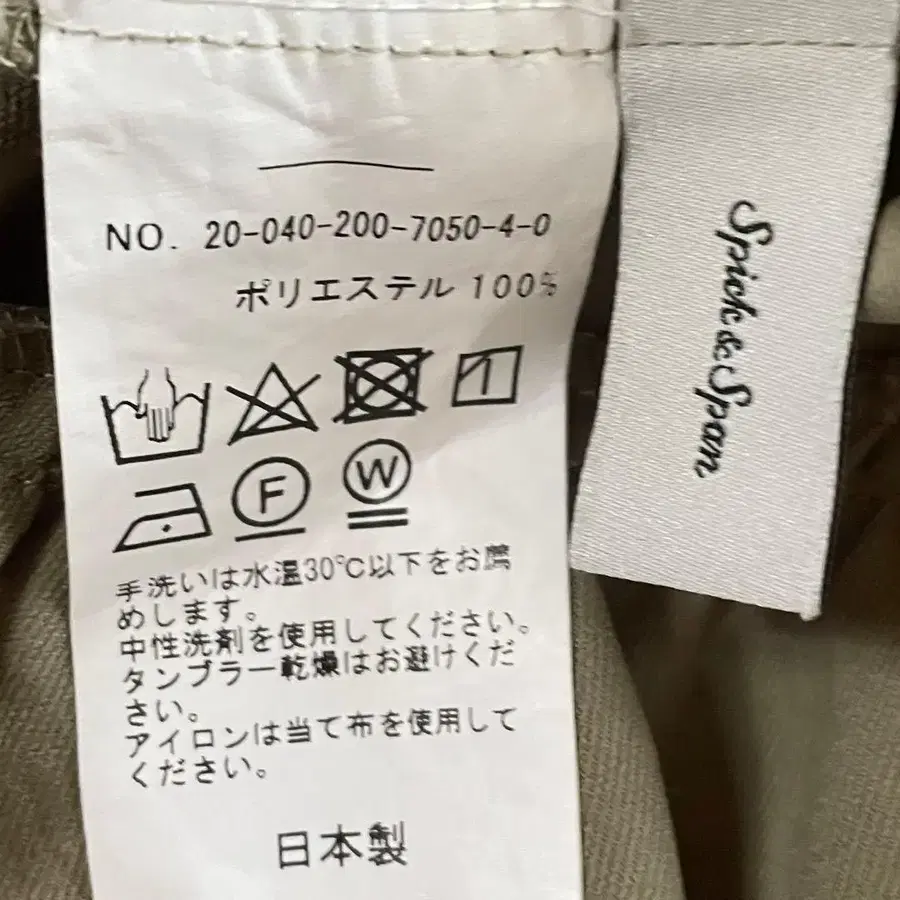 NO. 20-040-200-7050-4-0
ポリエステル 100%
F
W
手洗いは水温30℃以下をお薦
めします。
中性洗剤を使用してください。
タンブラー乾燥はお避けくだ
さい。
アイロンは当て布を使用して
ください。
日本製
Spick & Span